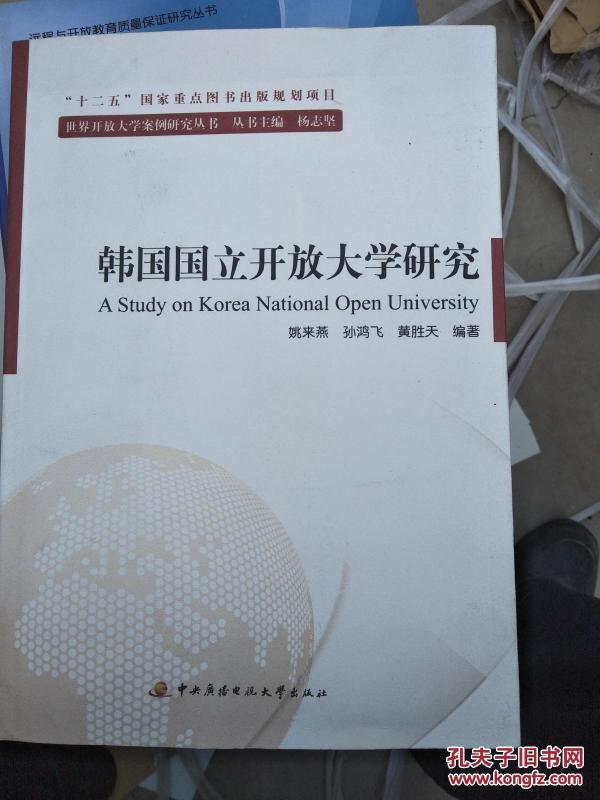 远程与开放教育质量保证研究丛书
“十二五”国家重点图书出版规划项目
世界开放大学案例研究丛书 丛书主编 杨志坚
韩国国立开放大学研究
A Study on Korea National Open University
姚来燕 孙鸿飞 黄胜天 编著
中央廣播电视大学出版社
孔夫子旧书网
www.kongfz.com